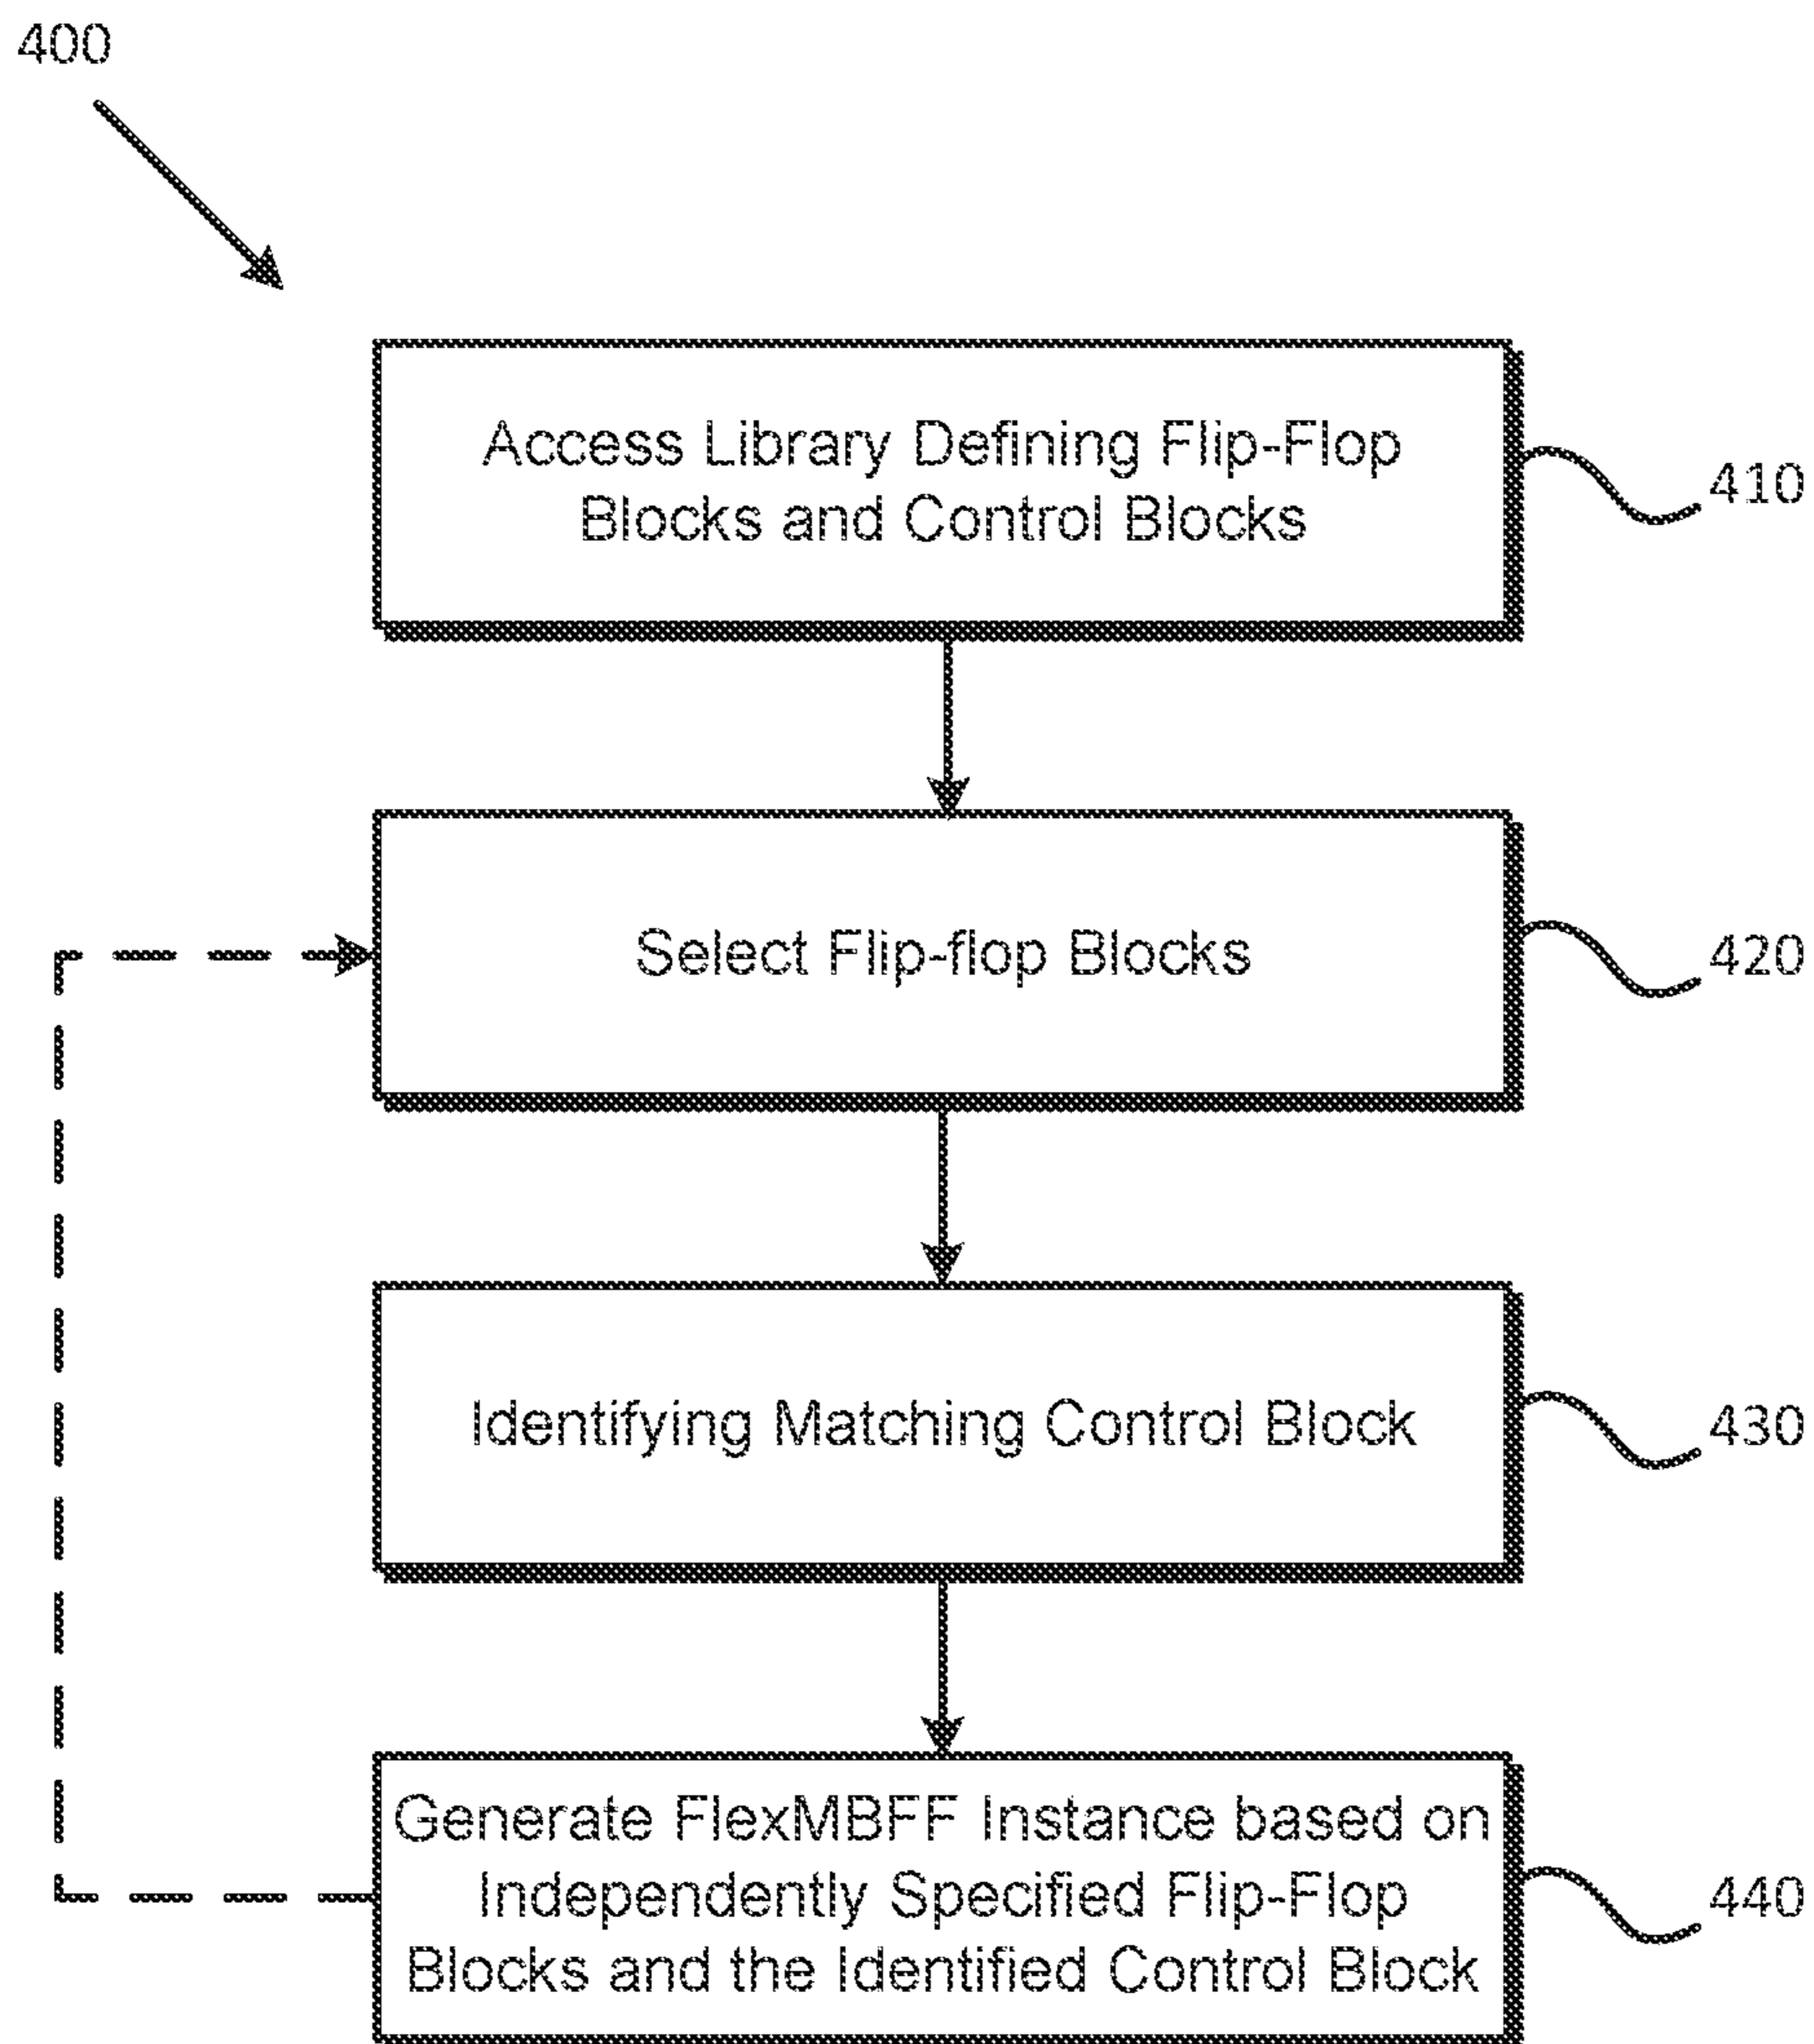 400
Access Library Defining Flip-Flop
Blocks and Control Blocks
410
Select Flip-flop Blocks
420
Identifying Matching Control Block
430
Generate FlexMBFF Instance based on
Independently Specified Flip-Flop
Blocks and the Identified Control Block
440